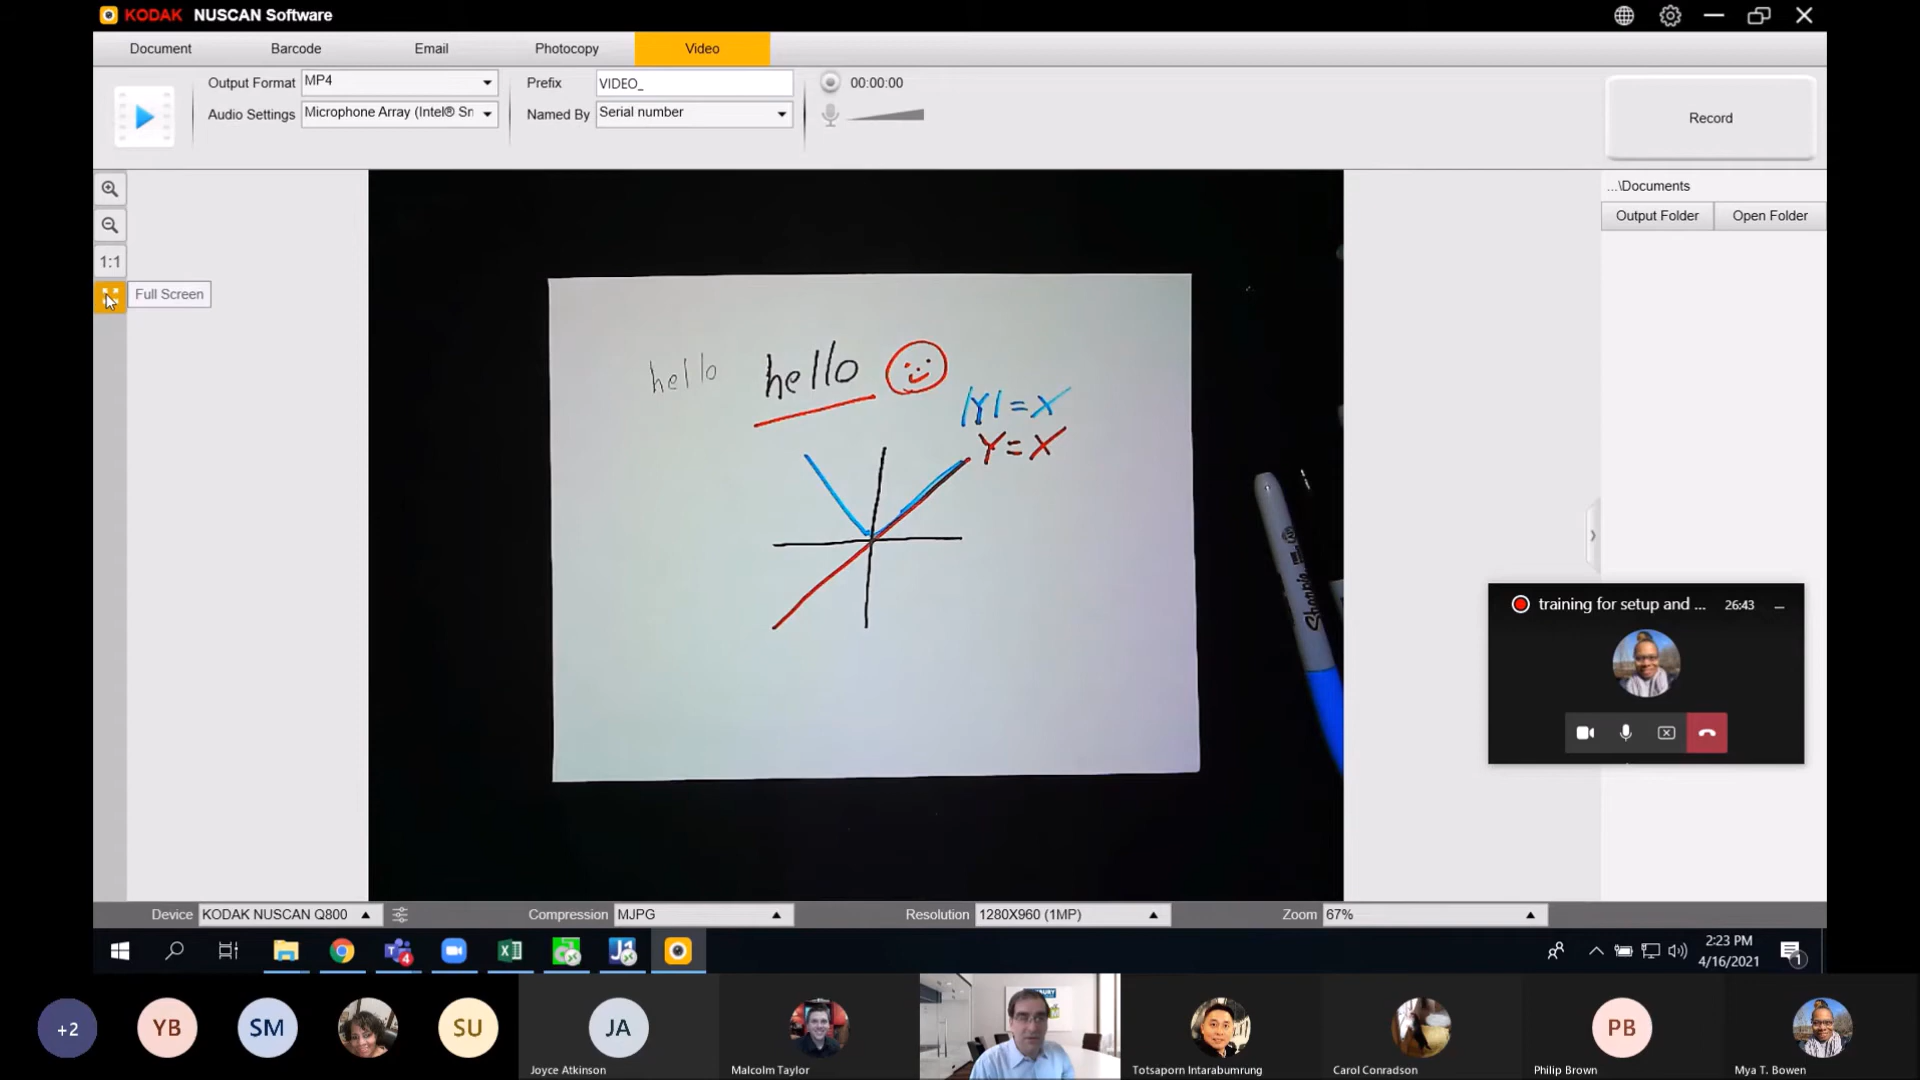 KODAK NUSCAN Software
Document Barcode Email Photocopy Video
Output Format MP4
Audio Settings Microphone Array (Intel® Sn
Prefix VIDEO_
Named By Serial number
00:00:00
Record
...\Documents
Output Folder Open Folder
1:1
Full Screen
hello hello
|Y|=X
Y=X
Sharpie
training for setup and ... 26:43
Device KODAK NUSCAN Q800 Compression MJPG Resolution 1280X960 (1MP) Zoom 67%
4
2:23 PM
4/16/2021
1
+2 YB SM SU JA PB
Joyce Atkinson Malcolm Taylor Totsaporn Intarabumrung Carol Conradson Philip Brown Mya T. Bowen